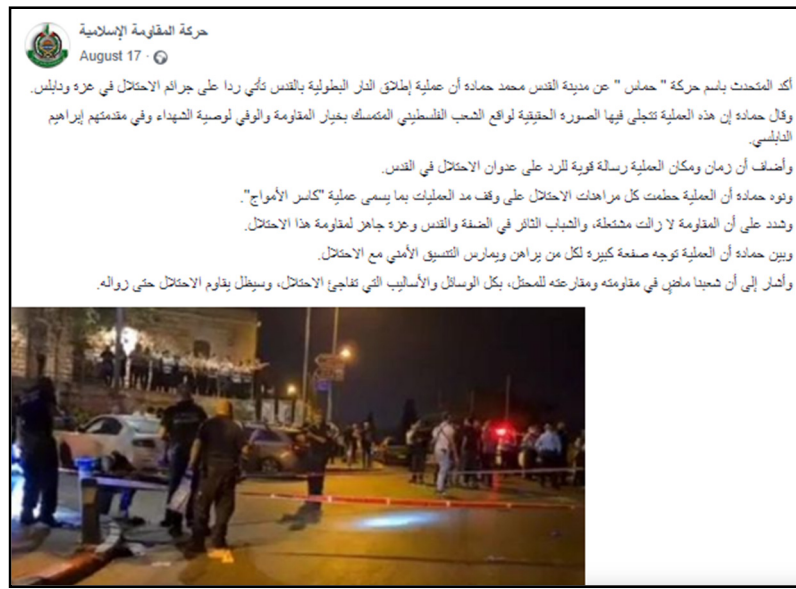 حركة المقاومة الإسلامية
August 17 ·
أكد المتحدث باسم حركة " حماس " عن مدينة القدس محمد حمادة أن عملية إطلاق النار البطولية بالقدس تأتي ردا على جرائم الاحتلال في غزة ونابلس.
وقال حمادة إن هذه العملية تتجلى فيها الصورة الحقيقية لواقع الشعب الفلسطيني المتمسك بخيار المقاومة والوفي لوصية الشهداء وفي مقدمتهم إبراهيم
النابلسي.
وأضاف أن زمان ومكان العملية رسالة قوية للرد على عدوان الاحتلال في القدس.
ونوه حمادة أن العملية حطمت كل مراهنات الاحتلال على وقف مد العمليات بما يسمى عملية "كاسر الأمواج".
وشدد على أن المقاومة لا زالت مشتعلة، والشباب الثائر في الضفة والقدس وغزة جاهز لمقاومة هذا الاحتلال.
وبين حمادة أن العملية توجه صفعة كبيرة لكل من يراهن ويمارس التنسيق الأمني مع الاحتلال.
وأشار إلى أن شعبنا ماضٍ في مقاومته ومقارعته للمحتل، بكل الوسائل والأساليب التي تفاجئ الاحتلال، وسيظل يقاوم الاحتلال حتى زواله.